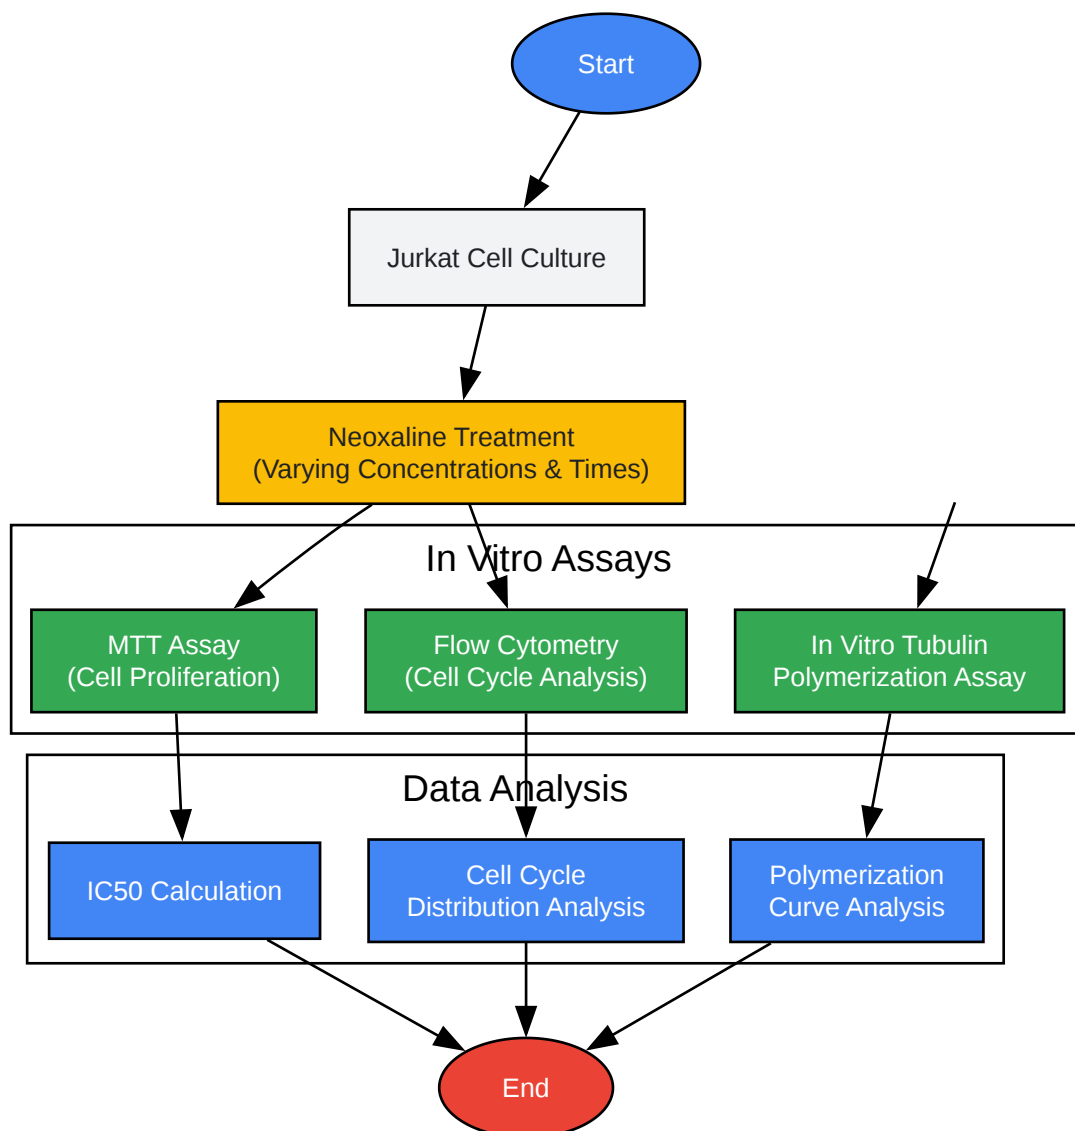 Start
Jurkat Cell Culture
Neoxaline Treatment
(Varying Concentrations & Times)
In Vitro Assays
MTT Assay
(Cell Proliferation)
Flow Cytometry
(Cell Cycle Analysis)
In Vitro Tubulin
Polymerization Assay
Data Analysis
IC50 Calculation
Cell Cycle
Distribution Analysis
Polymerization
Curve Analysis
End